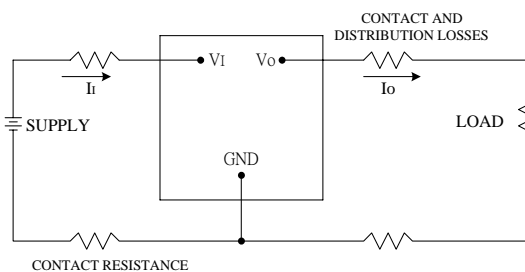 CONTACT AND
DISTRIBUTION LOSSES
VI
VO
II
IO
SUPPLY
LOAD
GND
CONTACT RESISTANCE